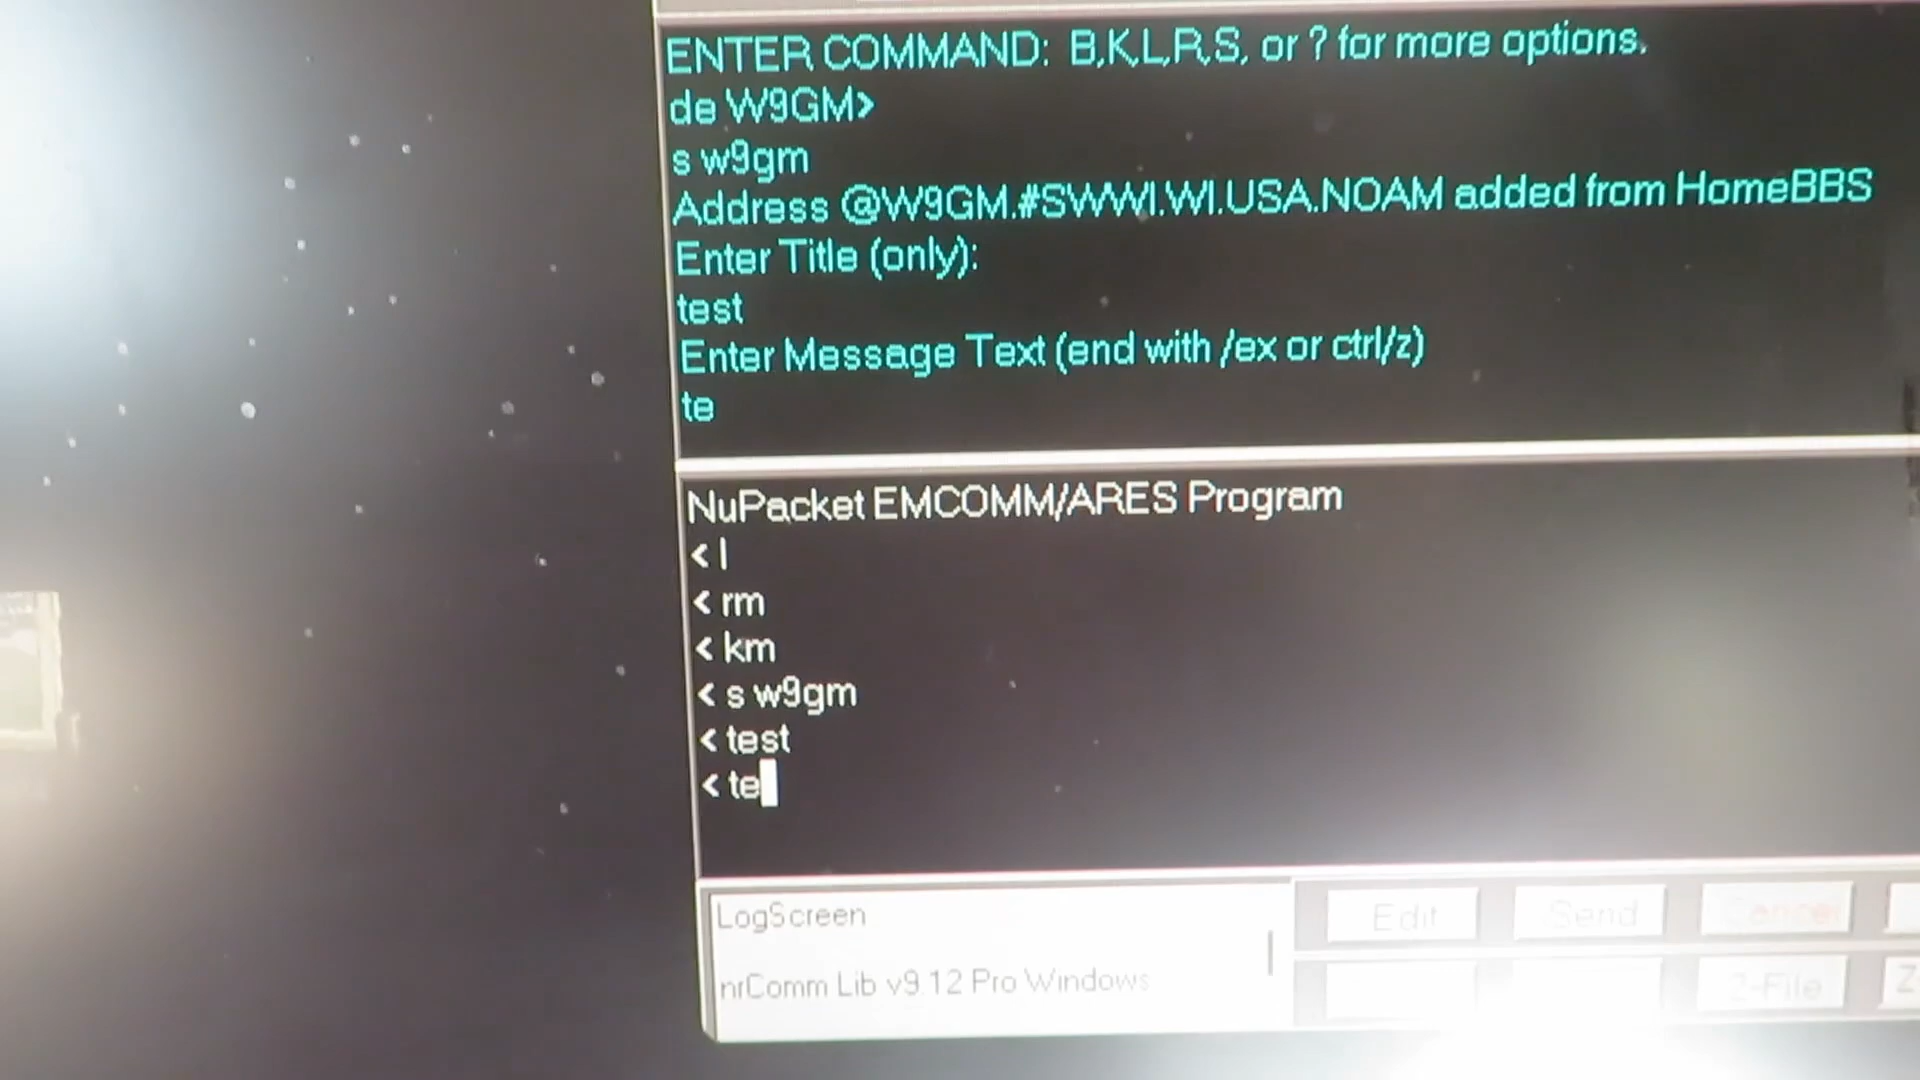 ENTER COMMAND: B,K,L,R,S, or ? for more options.
de W9GM>
s w9gm
Address @W9GM.#SWWI.WI.USA.NOAM added from HomeBBS
Enter Title (only):
test
Enter Message Text (end with /ex or ctrl/z)
te
NuPacket EMCOMM/ARES Program
< l
< rm
< km
< s w9gm
< test
< te
LogScreen
Edit Send Cancel
nrComm Lib v9.12 Pro Windows
Z-File Z